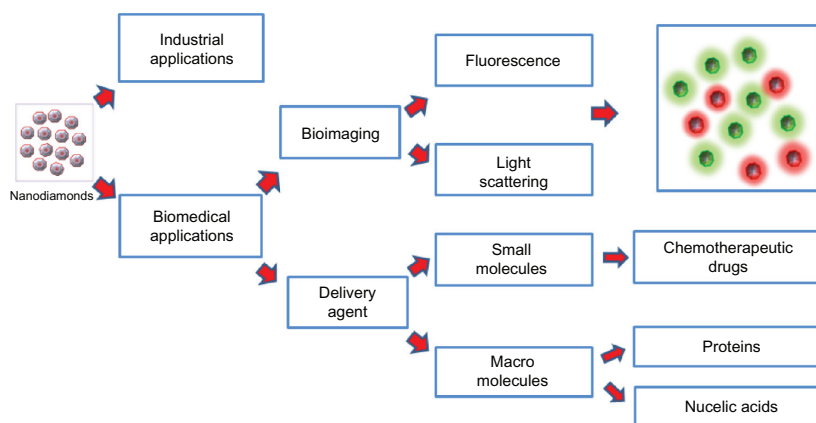 Industrial
applications
Nanodiamonds
Biomedical
applications
Bioimaging
Delivery
agent
Fluorescence
Light
scattering
Small
molecules
Macro
molecules
Chemotherapeutic
drugs
Proteins
Nucelic acids